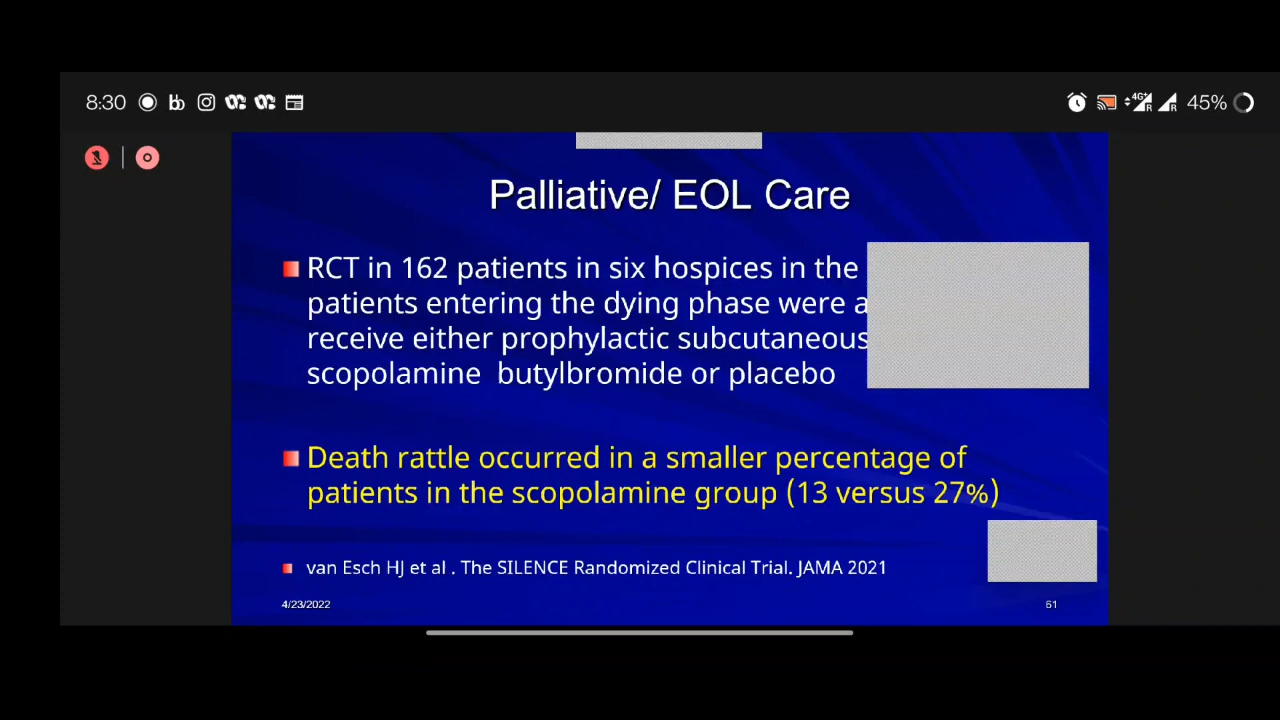 8:30
4G+
R
R
45%
Palliative/ EOL Care
RCT in 162 patients in six hospices in the
patients entering the dying phase were
receive either prophylactic subcutaneous
scopolamine butylbromide or placebo
Death rattle occurred in a smaller percentage of
patients in the scopolamine group (13 versus 27%)
van Esch HJ et al . The SILENCE Randomized Clinical Trial. JAMA 2021
4/23/2022
61